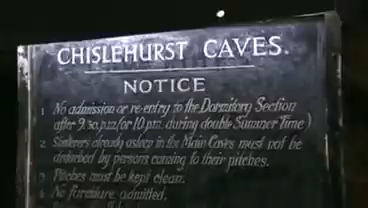 CHISLEHURST CAVES.
NOTICE
1 No admission or re-entry to the Dormitory Section
after 9.30.p.m. (or 10 p.m. during double Summer Time)
2 Shelterers already asleep in the Main Caves must not be
disturbed by persons coming to their pitches.
3 Pitches must be kept clean.
4 No furniture admitted.